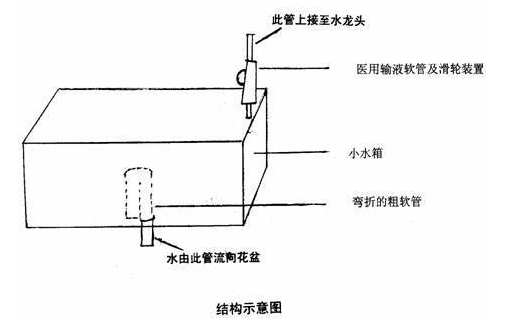 此管上接至水龙头
医用输液软管及滑轮装置
小水箱
弯折的粗软管
水由此管流向花盆
结构示意图